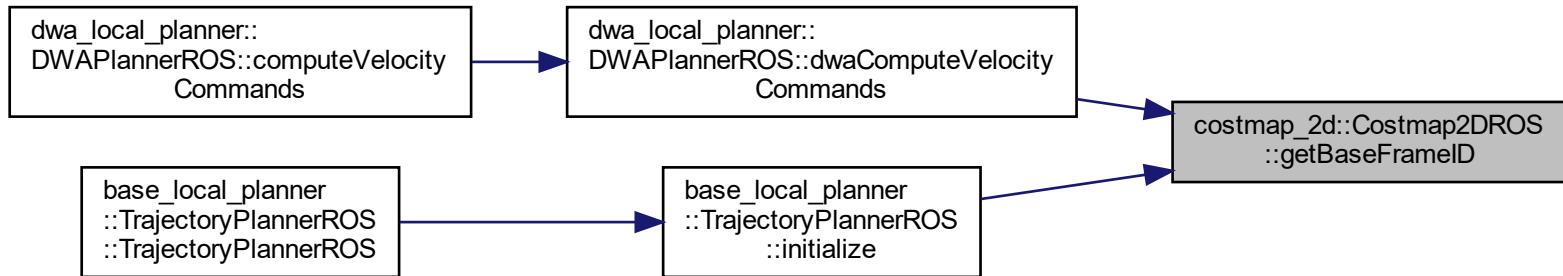 dwa_local_planner::
DWAPlannerROS::computeVelocity
Commands
dwa_local_planner::
DWAPlannerROS::dwaComputeVelocity
Commands
costmap_2d::Costmap2DROS
::getBaseFrameID
base_local_planner
::TrajectoryPlannerROS
::TrajectoryPlannerROS
base_local_planner
::TrajectoryPlannerROS
::initialize